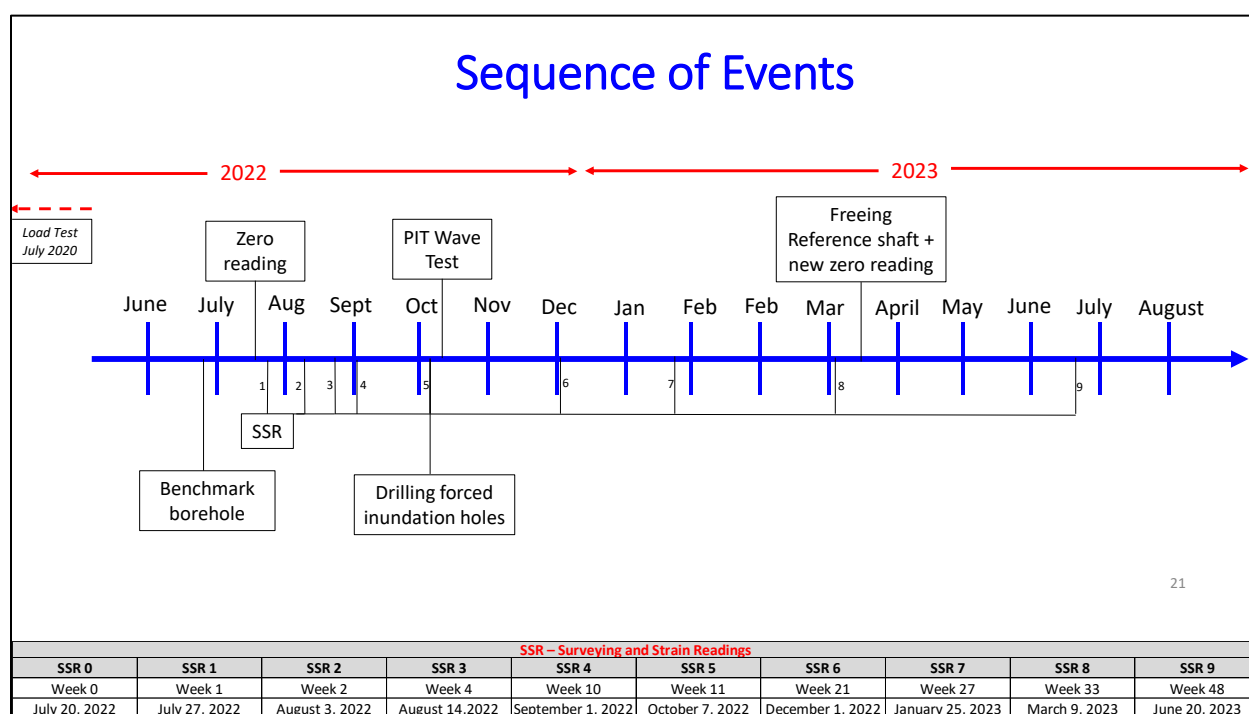 Sequence of Events
2022
2023
Load Test
July 2020
Zero
reading
PIT Wave
Test
Freeing
Reference shaft +
new zero reading
June July Aug Sept Oct Nov Dec Jan Feb Feb Mar April May June July August
1 2 3 4 5 6 7 8 9
SSR
Benchmark
borehole
Drilling forced
inundation holes
21
SSR – Surveying and Strain Readings
SSR 0 SSR 1 SSR 2 SSR 3 SSR 4 SSR 5 SSR 6 SSR 7 SSR 8 SSR 9
Week 0 Week 1 Week 2 Week 4 Week 10 Week 11 Week 21 Week 27 Week 33 Week 48
July 20, 2022 July 27, 2022 August 3, 2022 August 14,2022 September 1, 2022 October 7, 2022 December 1, 2022 January 25, 2023 March 9, 2023 June 20, 2023